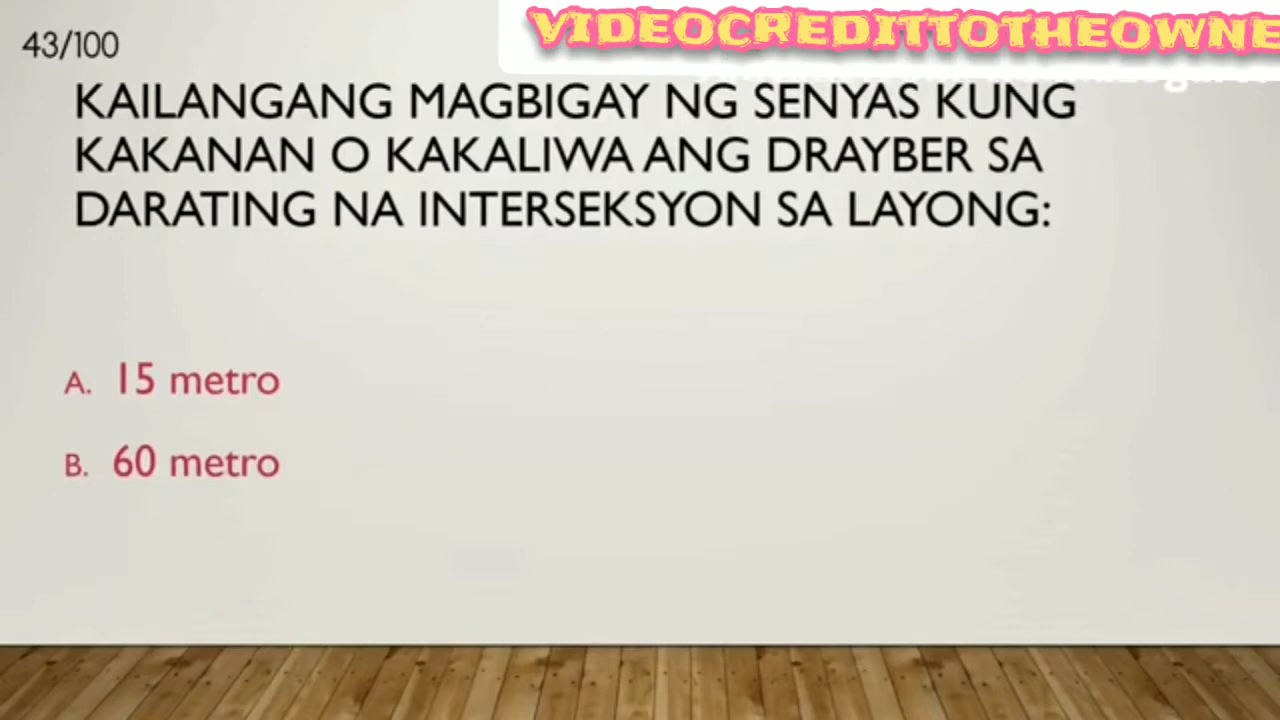 43/100
VIDEOCREDITTOTHEOWNE
KAILANGANG MAGBIGAY NG SENYAS KUNG
KAKANAN O KAKALIWA ANG DRAYBER SA
DARATING NA INTERSEKSYON SA LAYONG:
A. 15 metro
B. 60 metro